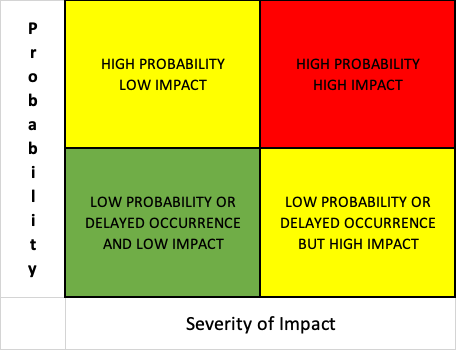 Probability
HIGH PROBABILITY
LOW IMPACT
HIGH PROBABILITY
HIGH IMPACT
LOW PROBABILITY OR
DELAYED OCCURRENCE
AND LOW IMPACT
LOW PROBABILITY OR
DELAYED OCCURRENCE
BUT HIGH IMPACT
Severity of Impact